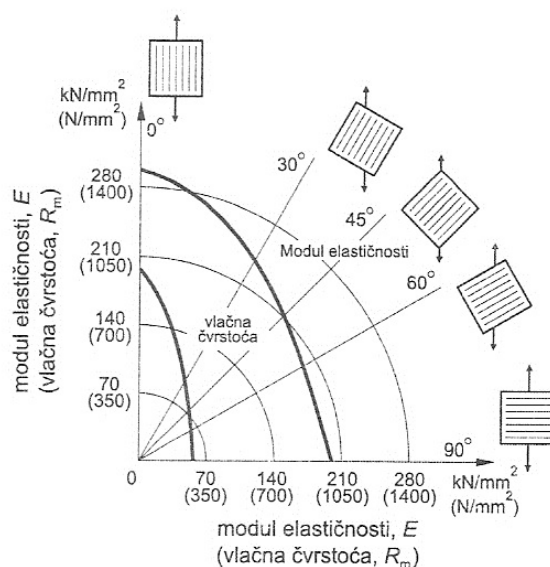 kN/mm²
(N/mm²)
0°
30°
45°
60°
90°
280
(1400)
210
(1050)
140
(700)
70
(350)
modul elastičnosti, E
(vlačna čvrstoća, Rₘ)
Modul elastičnosti
vlačna
čvrstoća
0
70
(350)
140
(700)
210
(1050)
280
(1400)
kN/mm²
(N/mm²)
modul elastičnosti, E
(vlačna čvrstoća, Rₘ)